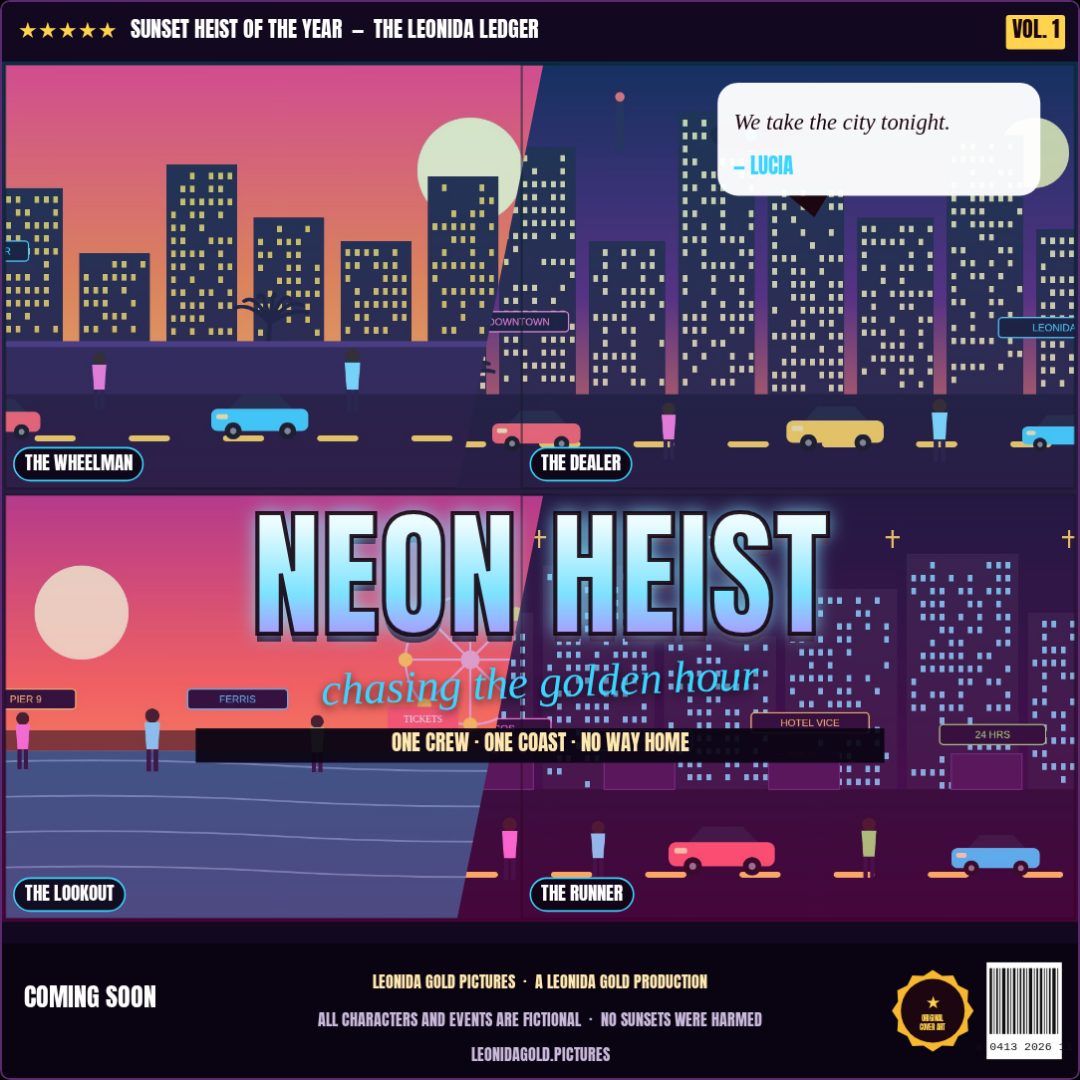 ★★★★★ SUNSET HEIST OF THE YEAR – THE LEONIDA LEDGER
VOL. 1
We take the city tonight.
– LUCIA
R
DOWNTOWN
LEONIDA
THE WHEELMAN
THE DEALER
NEON HEIST
chasing the golden hour
PIER 9
FERRIS
TICKETS
HOTEL VICE
24 HRS
ONE CREW · ONE COAST · NO WAY HOME
THE LOOKOUT
THE RUNNER
COMING SOON
LEONIDA GOLD PICTURES · A LEONIDA GOLD PRODUCTION
ALL CHARACTERS AND EVENTS ARE FICTIONAL · NO SUNSETS WERE HARMED
LEONIDAGOLD.PICTURES
★
ORIGINAL
COVER ART
0413 2026